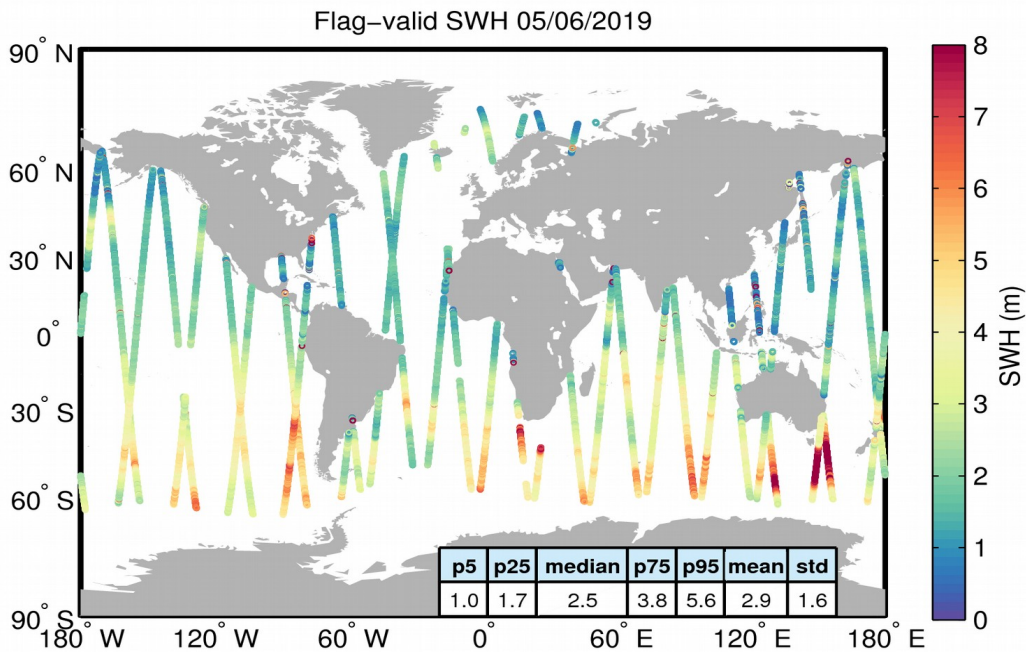 Flag−valid SWH 05/06/2019
90° N
60° N
30° N
0°
30° S
60° S
90° S
180° W
120° W
60° W
0°
60° E
120° E
180° E
p5 p25 median p75 p95 mean std
1.0 1.7 2.5 3.8 5.6 2.9 1.6
8
7
6
5
4
3
2
1
0
SWH (m)